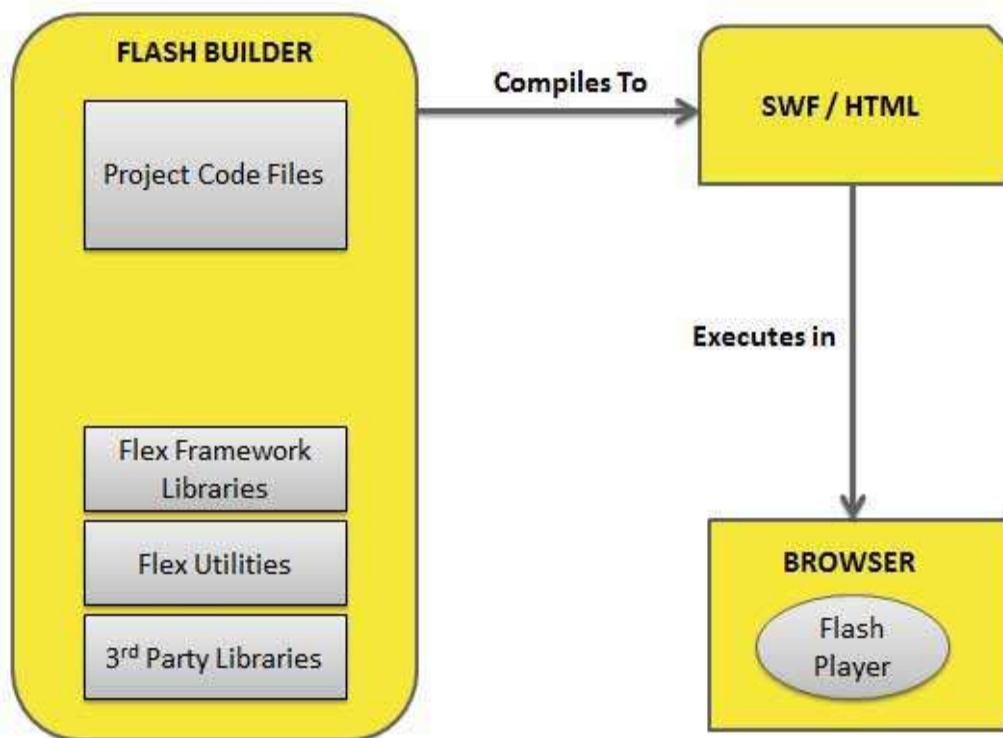 FLASH BUILDER
Project Code Files
Flex Framework
Libraries
Flex Utilities
3rd Party Libraries
Compiles To
SWF / HTML
Executes in
BROWSER
Flash
Player